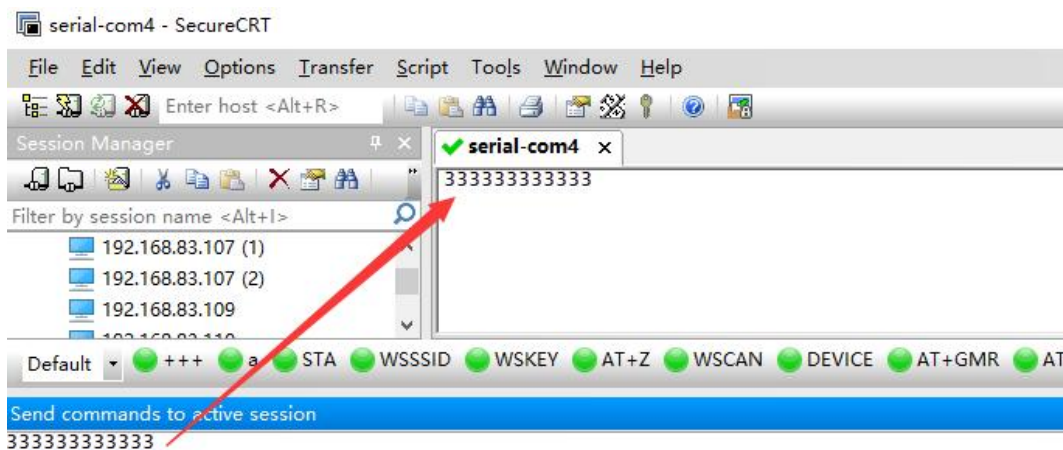 serial-com4 - SecureCRT
File Edit View Options Transfer Script Tools Window Help
Enter host <Alt+R>
Session Manager
serial-com4 x
333333333333
Filter by session name <Alt+I>
192.168.83.107 (1)
192.168.83.107 (2)
192.168.83.109
Default +++ a STA WSSSID WSKEY AT+Z WSCAN DEVICE AT+GMR AT
Send commands to active session
333333333333